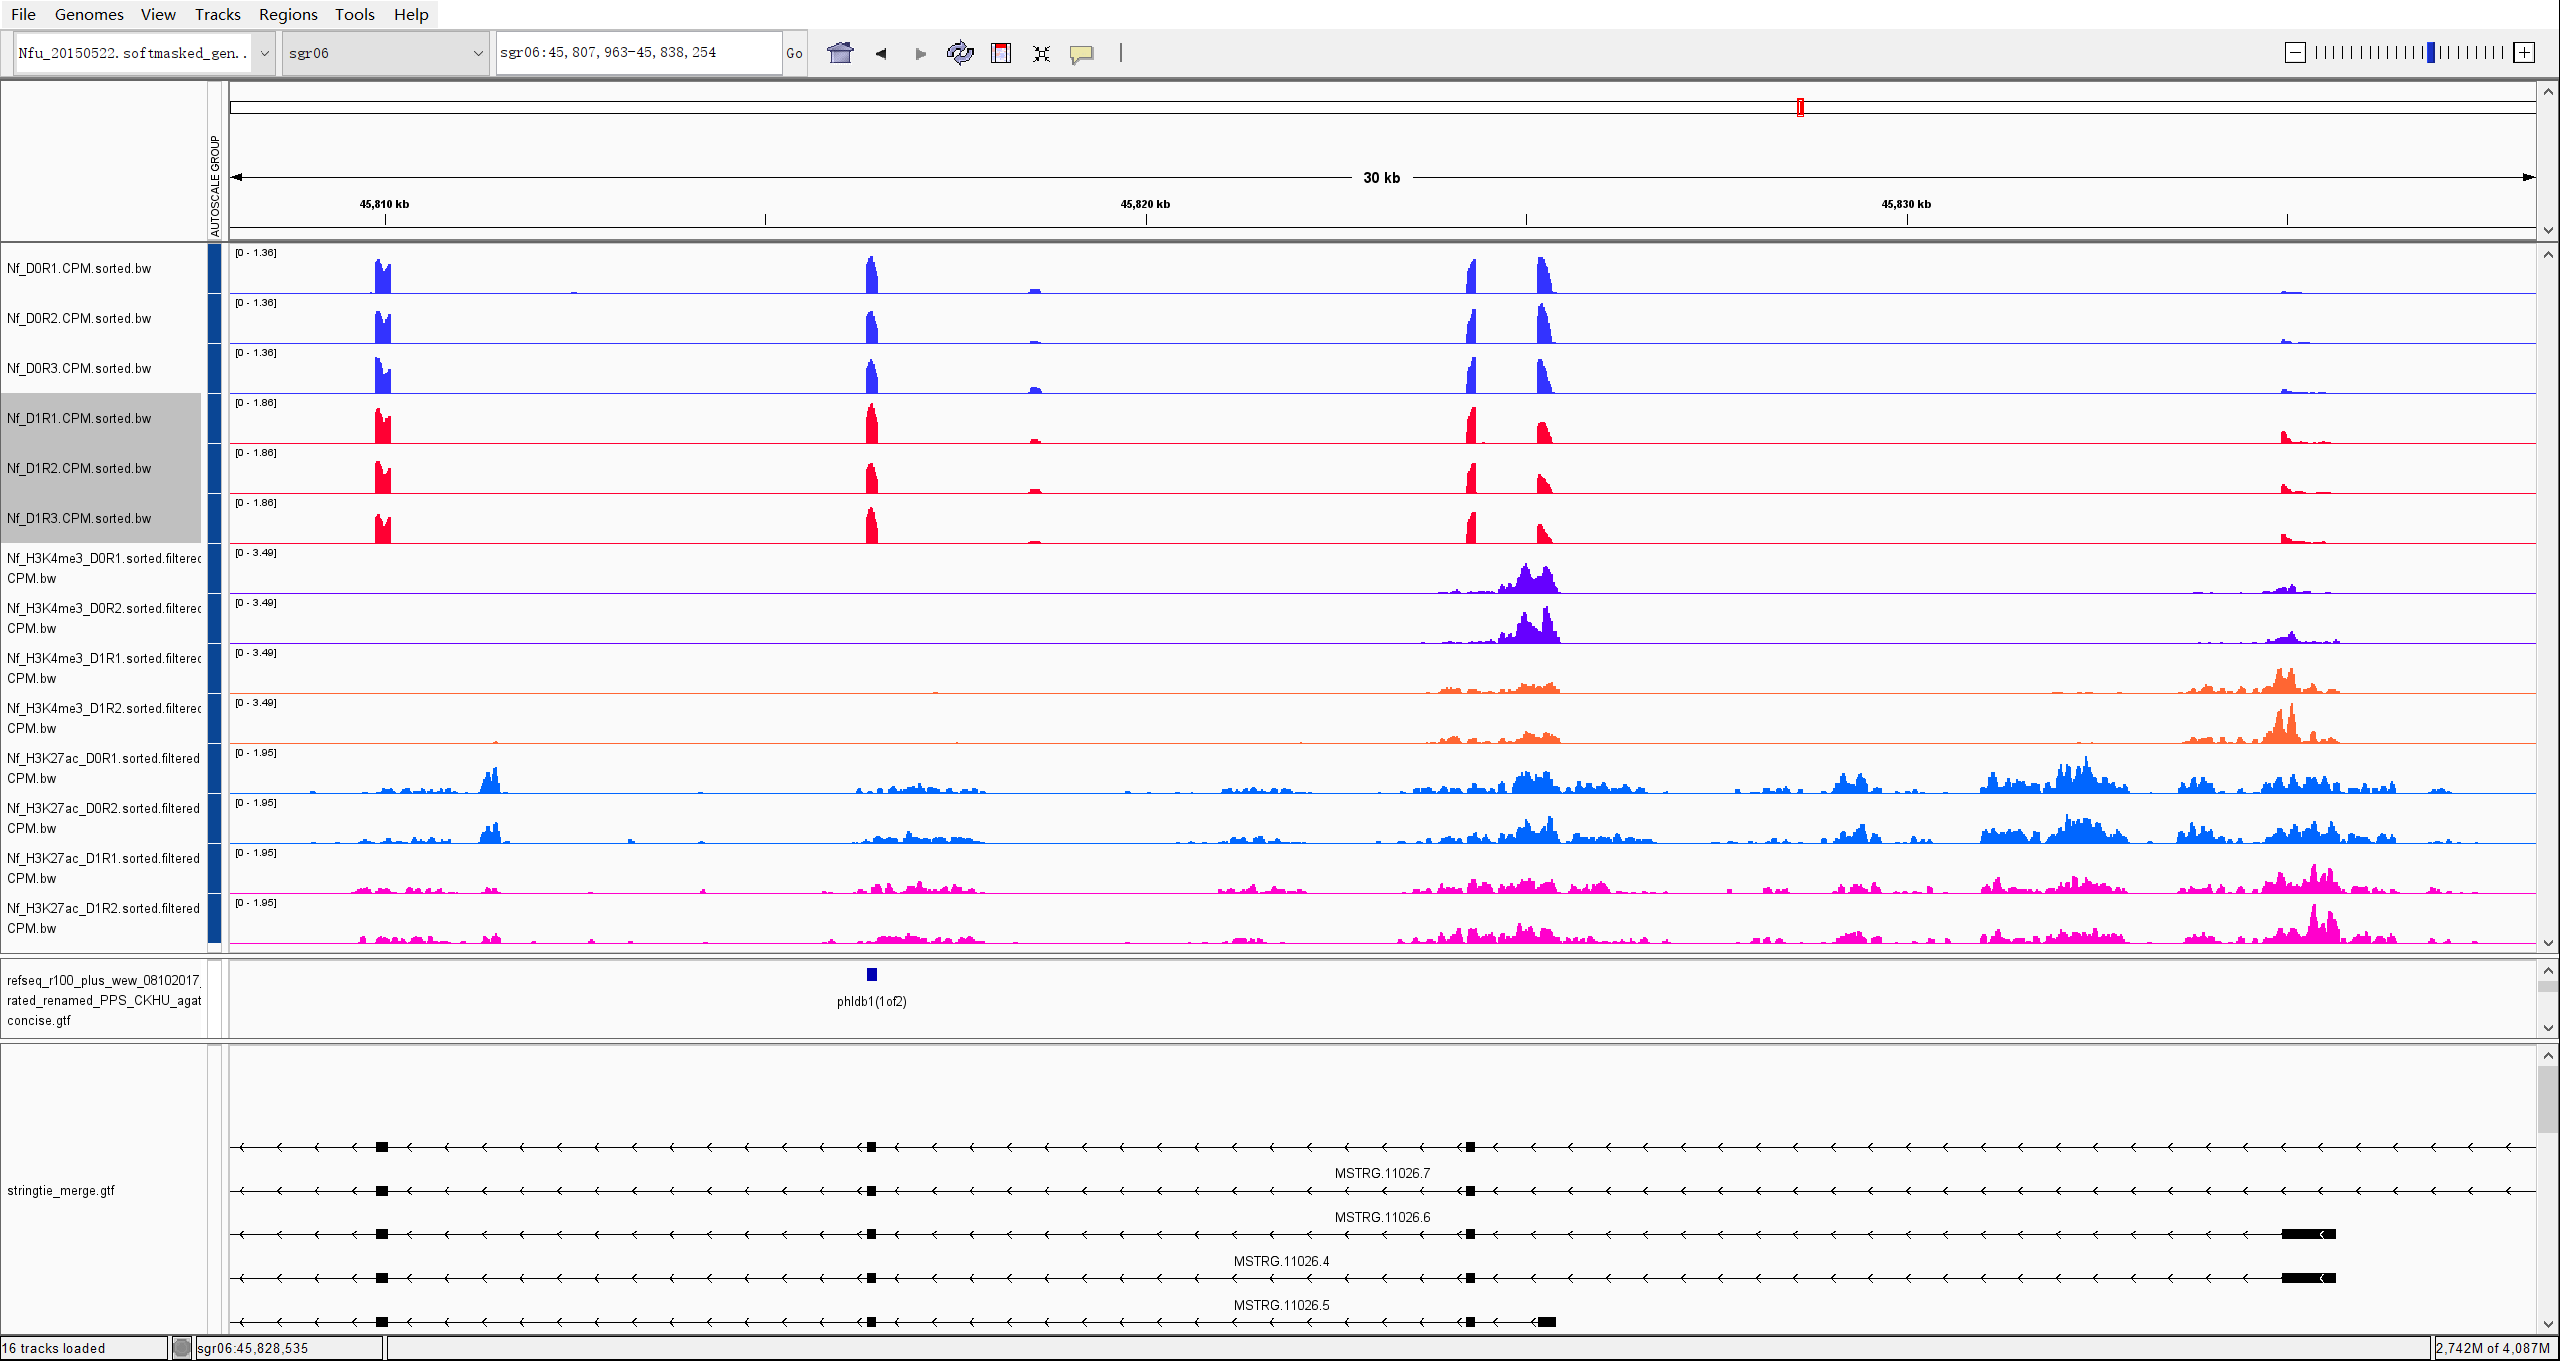 File Genomes View Tracks Regions Tools Help
Nfu_20150522.softmasked_gen.. sgr06 sgr06:45,807,963-45,838,254 Go
AUTOSCALE GROUP
30 kb
45,810 kb 45,820 kb 45,830 kb
Nf_D0R1.CPM.sorted.bw [0 - 1.36]
Nf_D0R2.CPM.sorted.bw [0 - 1.36]
Nf_D0R3.CPM.sorted.bw [0 - 1.36]
Nf_D1R1.CPM.sorted.bw [0 - 1.86]
Nf_D1R2.CPM.sorted.bw [0 - 1.86]
Nf_D1R3.CPM.sorted.bw [0 - 1.86]
Nf_H3K4me3_D0R1.sorted.filtered [0 - 3.49]
CPM.bw
Nf_H3K4me3_D0R2.sorted.filtered [0 - 3.49]
CPM.bw
Nf_H3K4me3_D1R1.sorted.filtered [0 - 3.49]
CPM.bw
Nf_H3K4me3_D1R2.sorted.filtered [0 - 3.49]
CPM.bw
Nf_H3K27ac_D0R1.sorted.filtered [0 - 1.95]
CPM.bw
Nf_H3K27ac_D0R2.sorted.filtered [0 - 1.95]
CPM.bw
Nf_H3K27ac_D1R1.sorted.filtered [0 - 1.95]
CPM.bw
Nf_H3K27ac_D1R2.sorted.filtered [0 - 1.95]
CPM.bw
refseq_r100_plus_wew_08102017_
rated_renamed_PPS_CKHU_agat
concise.gtf
phldb1(1of2)
stringtie_merge.gtf
MSTRG.11026.7
MSTRG.11026.6
MSTRG.11026.4
MSTRG.11026.5
16 tracks loaded sgr06:45,828,535 2,742M of 4,087M